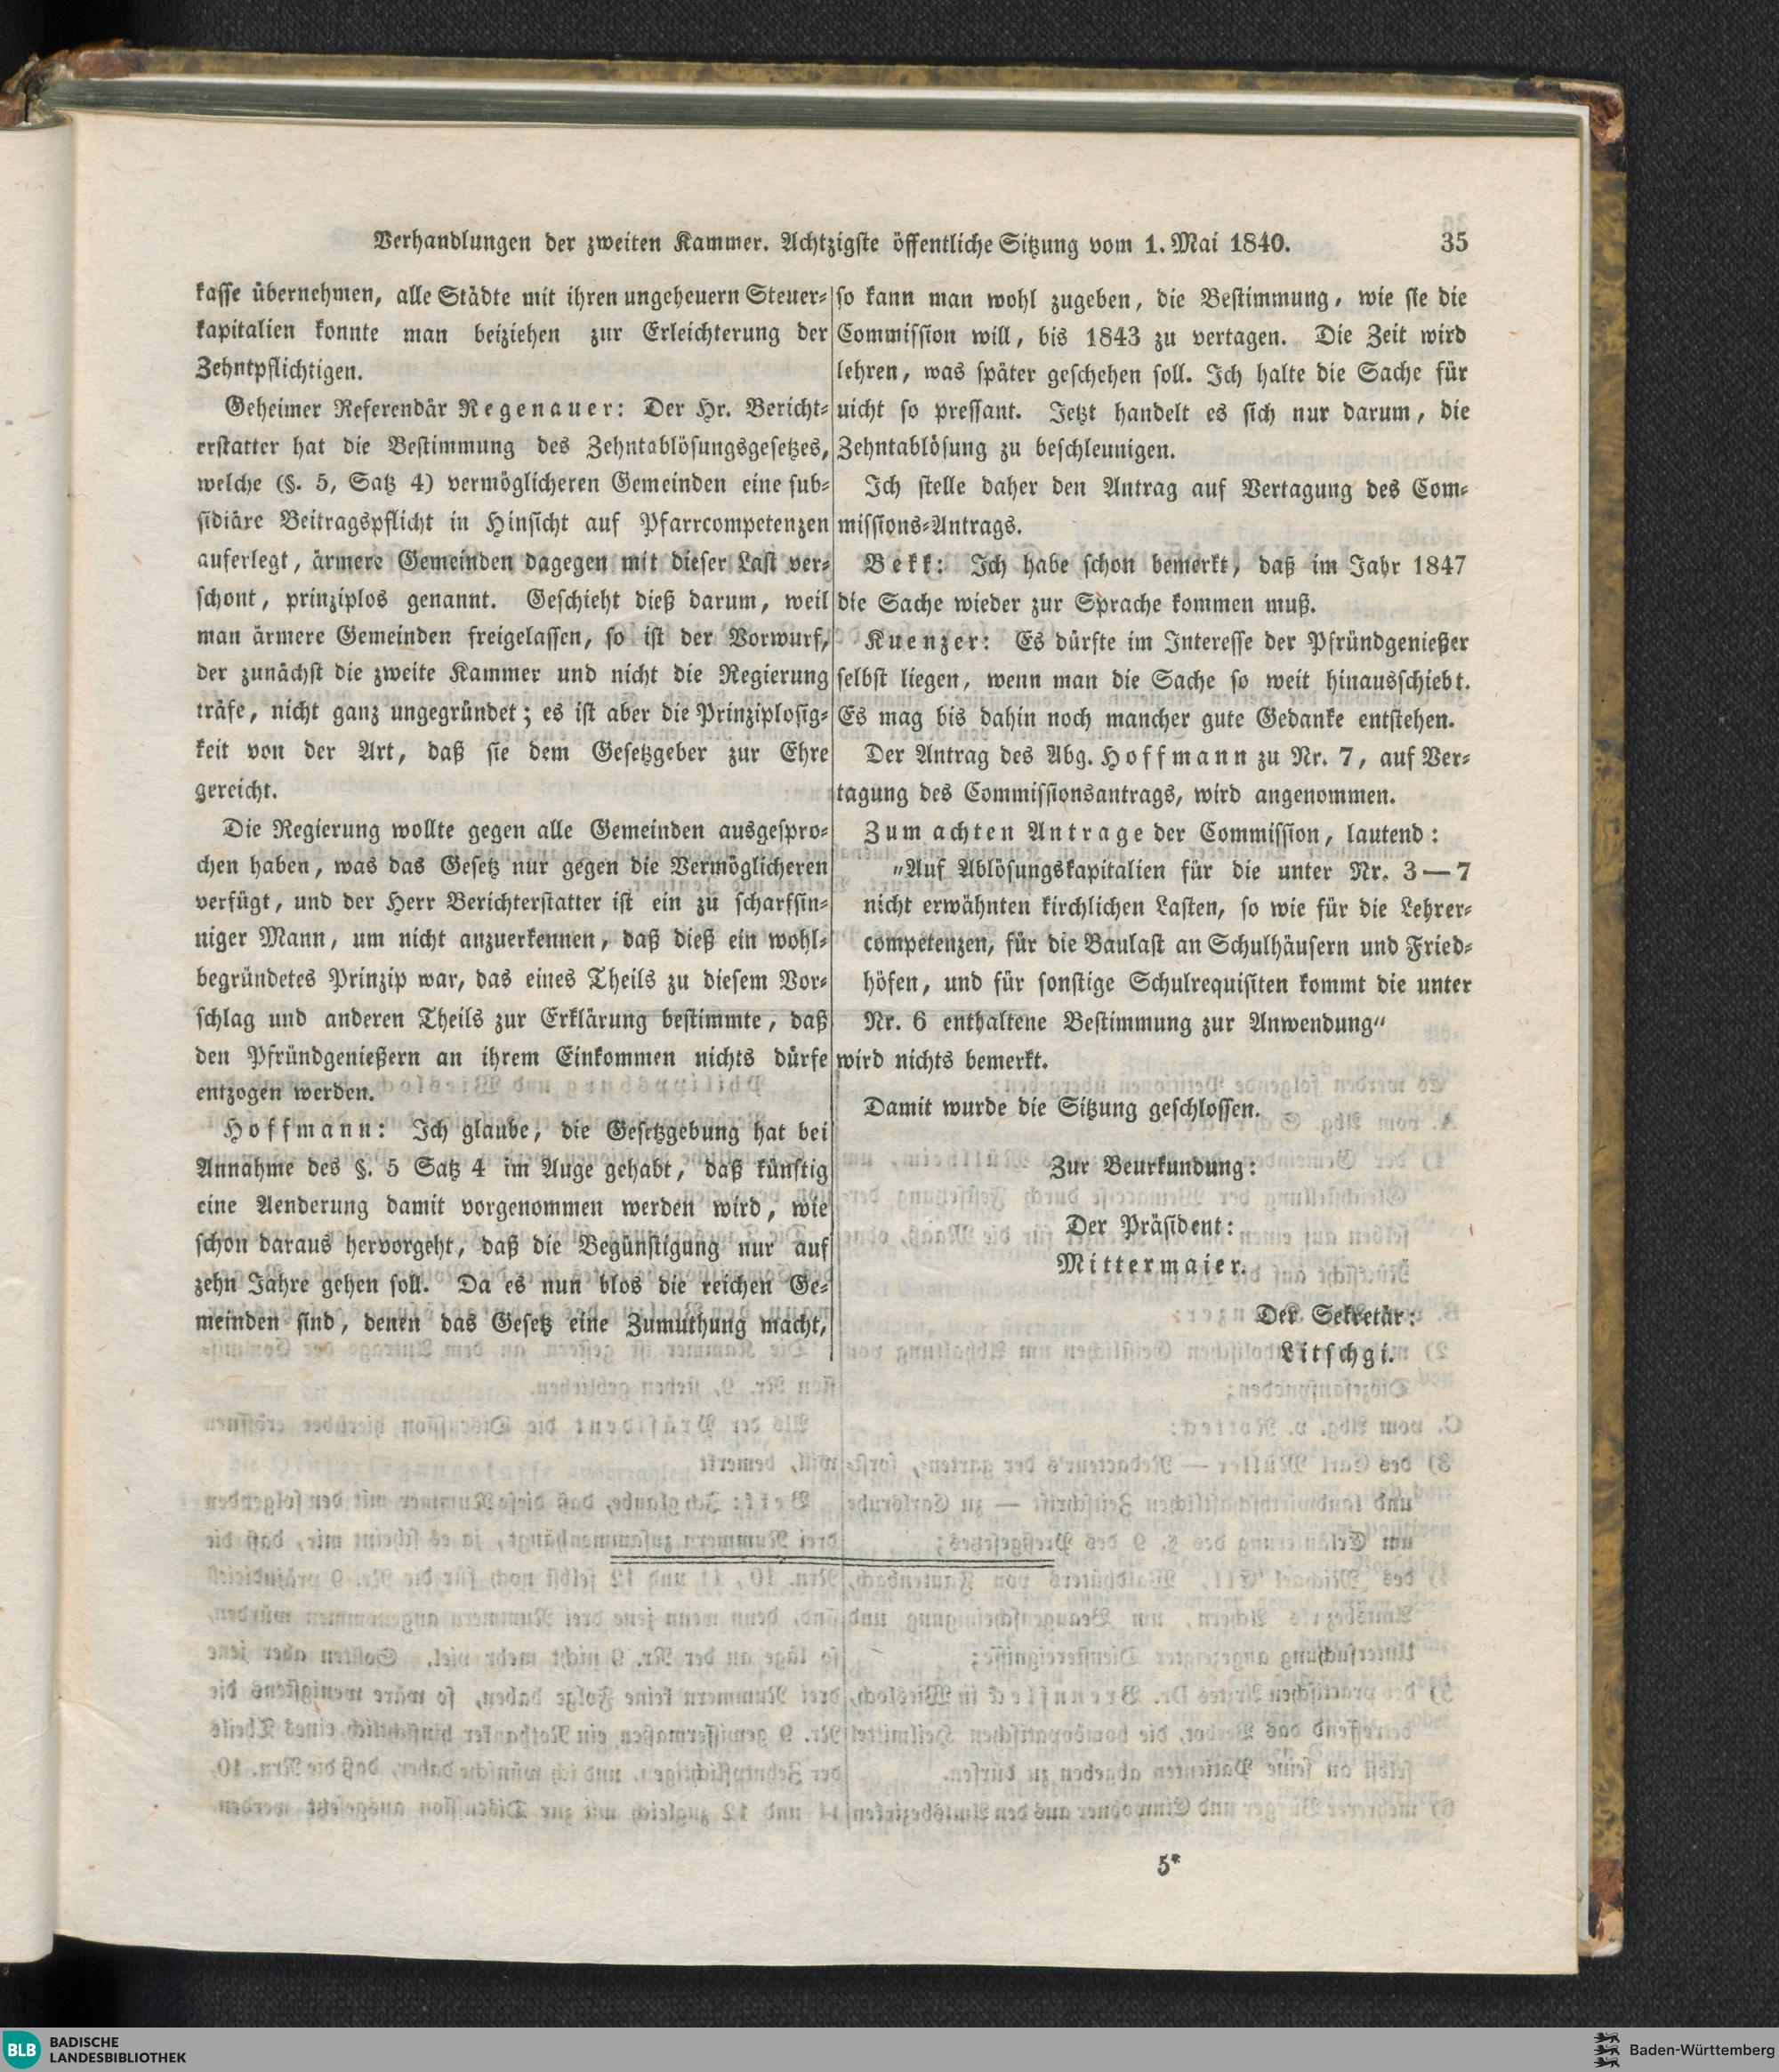 Verhandlungen der zweiten Kammer. Achtzigste öffentliche Sitzung vom 1. Mai 1840. 35
kasse übernehmen, alle Städte mit ihren ungeheuern Steuer-
kapitalien konnte man beiziehen zur Erleichterung der
Zehntpflichtigen.
Geheimer Referendär Regenauer: Der Hr. Bericht-
erstatter hat die Bestimmung des Zehntablösungsgesetzes,
welche (§. 5, Satz 4) vermöglicheren Gemeinden eine sub-
sidiäre Beitragspflicht in Hinsicht auf Pfarrcompetenzen
auferlegt, ärmere Gemeinden dagegen mit dieser Last ver-
schont, prinziplos genannt. Geschieht dieß darum, weil
man ärmere Gemeinden freigelassen, so ist der Vorwurf,
der zunächst die zweite Kammer und nicht die Regierung
träfe, nicht ganz ungegründet; es ist aber die Prinziplosig-
keit von der Art, daß sie dem Gesetzgeber zur Ehre
gereicht.
Die Regierung wollte gegen alle Gemeinden ausgespro-
chen haben, was das Gesetz nur gegen die Vermöglicheren
verfügt, und der Herr Berichterstatter ist ein zu scharfsin-
niger Mann, um nicht anzuerkennen, daß dieß ein wohl-
begründetes Prinzip war, das eines Theils zu diesem Vor-
schlag und anderen Theils zur Erklärung bestimmte, daß
den Pfründgenießern an ihrem Einkommen nichts dürfe
entzogen werden.
Hoffmann: Ich glaube, die Gesetzgebung hat bei
Annahme des §. 5 Satz 4 im Auge gehabt, daß künftig
eine Aenderung damit vorgenommen werden wird, wie
schon daraus hervorgeht, daß die Begünstigung nur auf
zehn Jahre gehen soll. Da es nun blos die reichen Ge-
meinden sind, denen das Gesetz eine Zumuthung macht,
so kann man wohl zugeben, die Bestimmung, wie sie die
Commission will, bis 1843 zu vertagen. Die Zeit wird
lehren, was später geschehen soll. Ich halte die Sache für
nicht so pressant. Jetzt handelt es sich nur darum, die
Zehntablösung zu beschleunigen.
Ich stelle daher den Antrag auf Vertagung des Com-
missions-Antrags.
Bekk: Ich habe schon bemerkt, daß im Jahr 1847
die Sache wieder zur Sprache kommen muß.
Kuenzer: Es dürfte im Interesse der Pfründgenießer
selbst liegen, wenn man die Sache so weit hinausschiebt.
Es mag bis dahin noch mancher gute Gedanke entstehen.
Der Antrag des Abg. Hoffmann zu Nr. 7, auf Ver-
tagung des Commissionsantrags, wird angenommen.
Zum achten Antrage der Commission, lautend:
„Auf Ablösungskapitalien für die unter Nr. 3—7
nicht erwähnten kirchlichen Lasten, so wie für die Lehrer-
competenzen, für die Baulast an Schulhäusern und Fried-
höfen, und für sonstige Schulrequisiten kommt die unter
Nr. 6 enthaltene Bestimmung zur Anwendung“
wird nichts bemerkt.
Damit wurde die Sitzung geschlossen.
Zur Beurkundung:
Der Präsident:
Mittermaier.
Der Sekretär:
Litschgi.
5*
BLB BADISCHE
LANDESBIBLIOTHEK
Baden-Württemberg